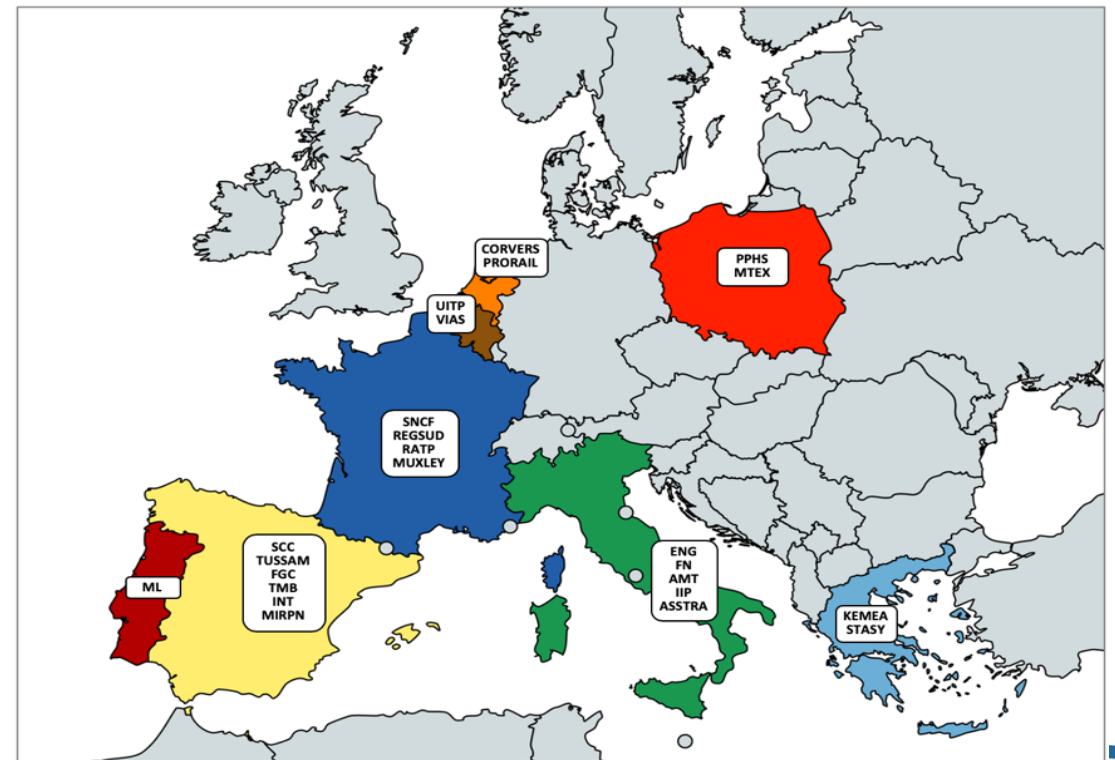 CORVERS
PRORAIL
PPHS
MTEX
UITP
VIAS
SNCF
REGSUD
RATP
MUXLEY
SCC
TUSSAM
FGC
TMB
INT
MIRPN
ML
ENG
FN
AMT
IIP
ASSTRA
KEMEA
STASY